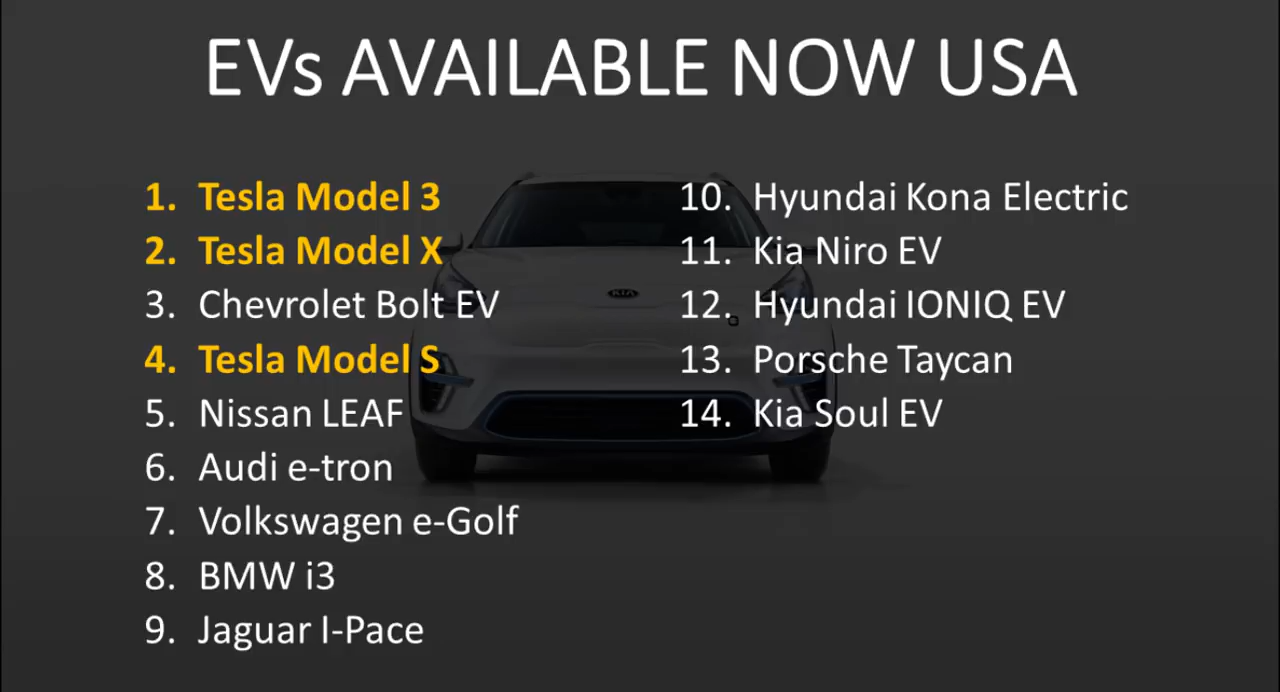 EVs AVAILABLE NOW USA
1. Tesla Model 3
2. Tesla Model X
3. Chevrolet Bolt EV
4. Tesla Model S
5. Nissan LEAF
6. Audi e-tron
7. Volkswagen e-Golf
8. BMW i3
9. Jaguar I-Pace
10. Hyundai Kona Electric
11. Kia Niro EV
12. Hyundai IONIQ EV
13. Porsche Taycan
14. Kia Soul EV
KIA